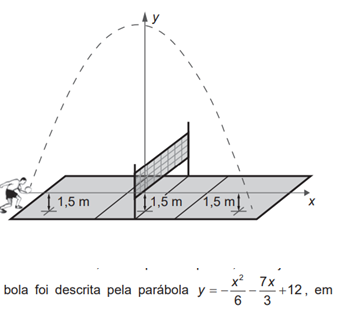 y
1,5 m 1,5 m 1,5 m x
bola foi descrita pela parábola y = -x²/6 - 7x/3 + 12, em